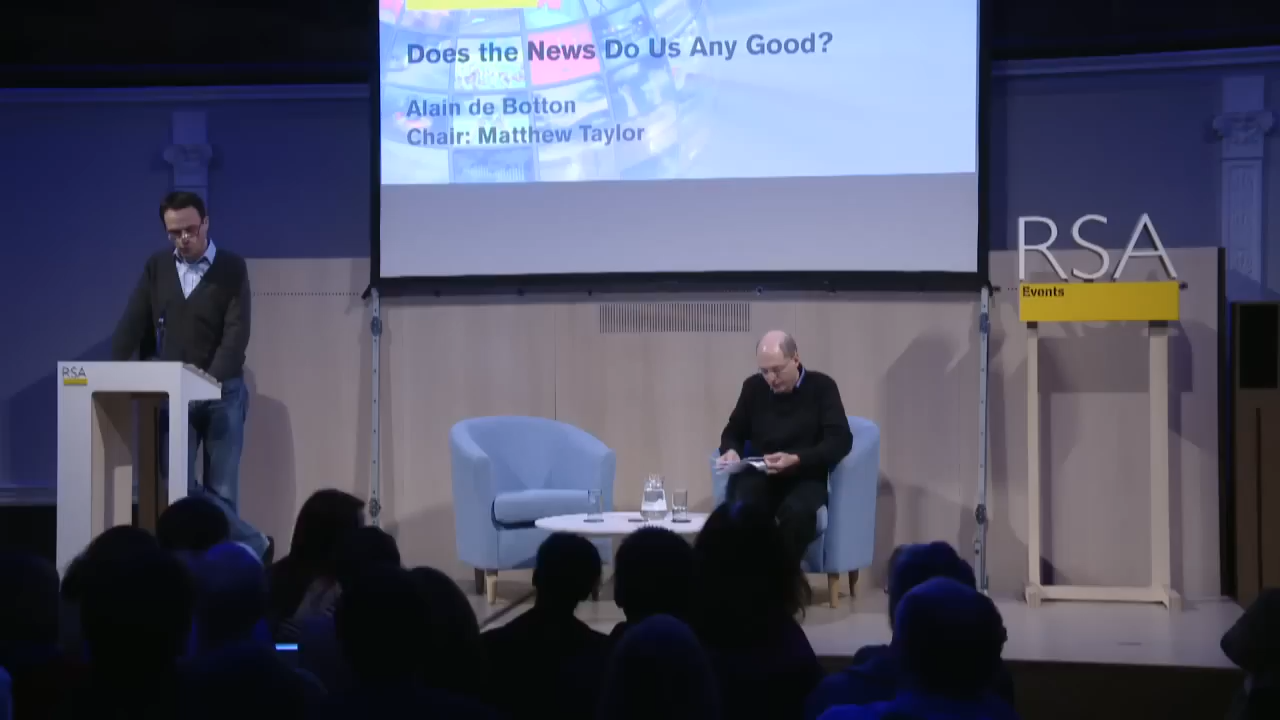 Does the News Do Us Any Good?
Alain de Botton
Chair: Matthew Taylor
RSA
Events
RSA